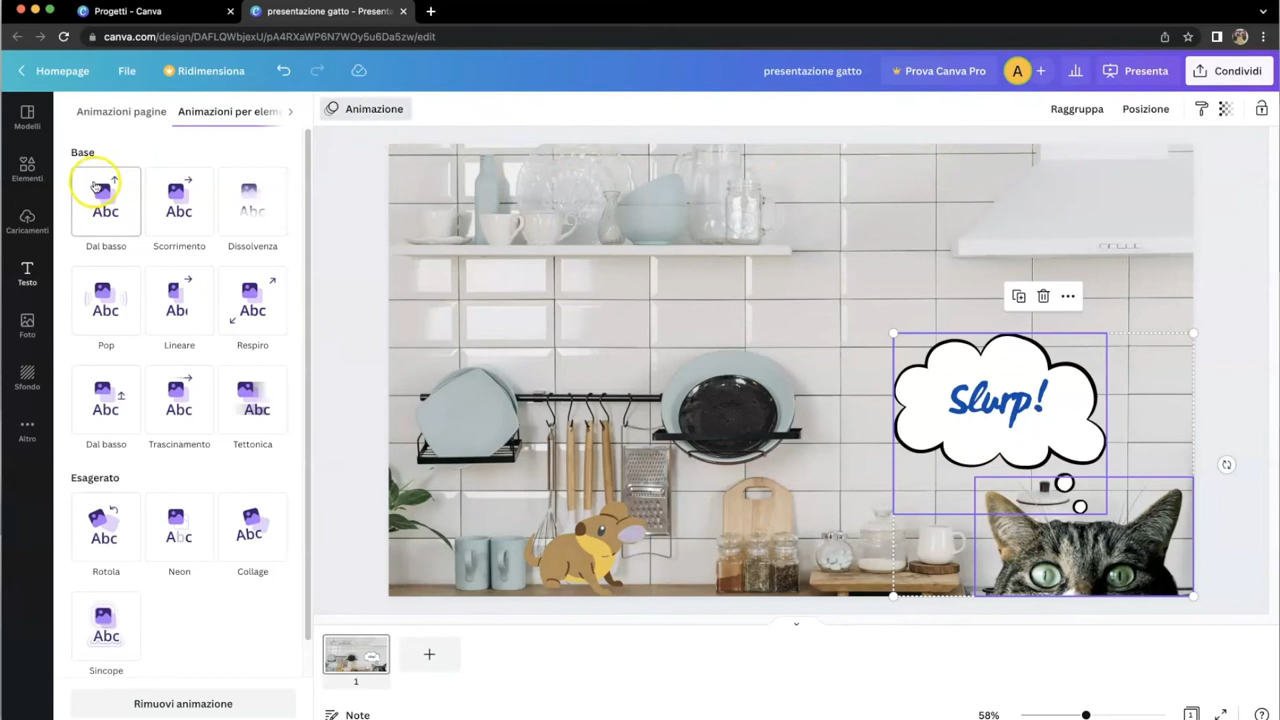 Progetti - Canva
presentazione gatto - Presenta
canva.com/design/DAFLQWbjexU/pA4RXaWP6N7WOy5u6Da5zw/edit
Homepage
File
Ridimensiona
presentazione gatto
Prova Canva Pro
A
Presenta
Condividi
Modelli
Elementi
Caricamenti
Testo
Foto
Sfondo
Altro
Animazioni pagine
Animazioni per eleme
Animazione
Raggruppa
Posizione
Base
Abc
Abc
Abc
Dal basso
Scorrimento
Dissolvenza
Abc
Abc
Abc
Pop
Lineare
Respiro
Abc
Abc
Abc
Dal basso
Trascinamento
Tettonica
Esagerato
Abc
Abc
Abc
Rotola
Neon
Collage
Abc
Sincope
Rimuovi animazione
Slurp!
1
Note
58%
1